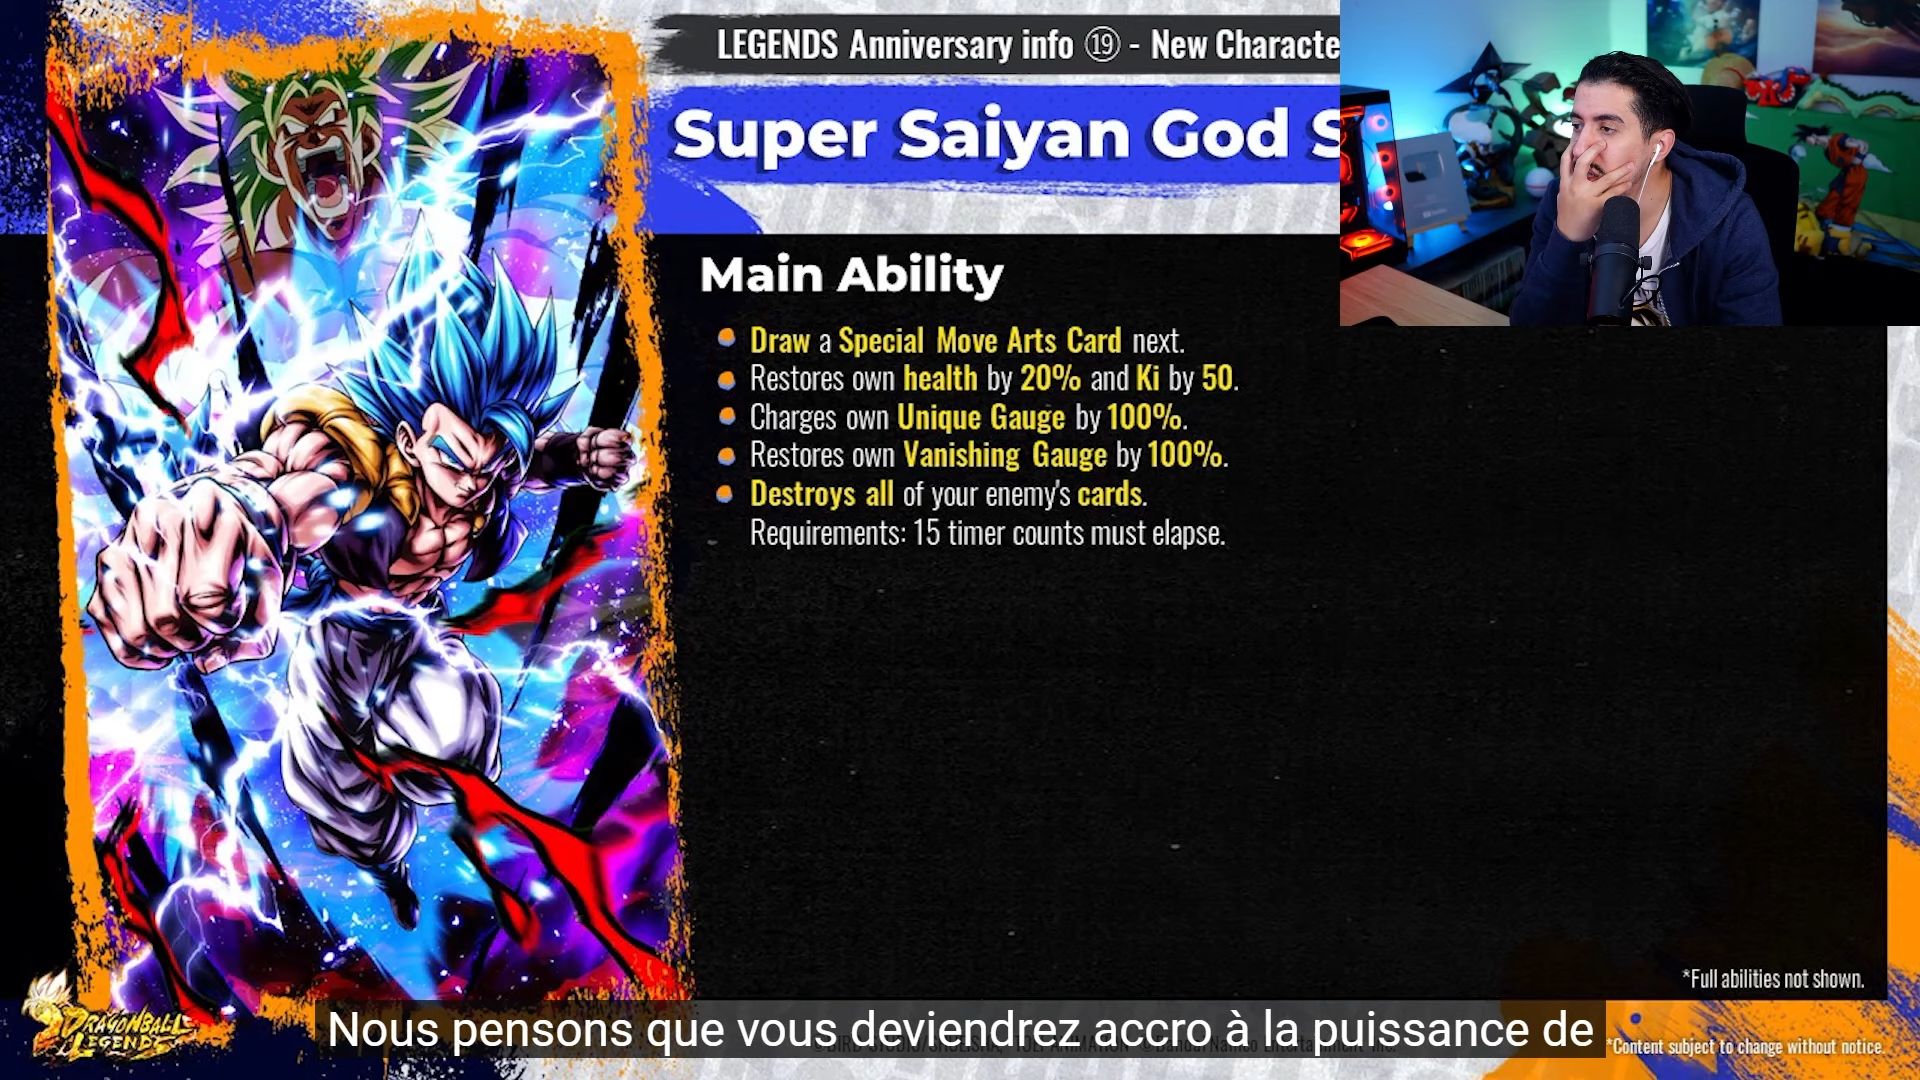 LEGENDS Anniversary info ⑲ - New Characte
Super Saiyan God S
Main Ability
Draw a Special Move Arts Card next.
Restores own health by 20% and Ki by 50.
Charges own Unique Gauge by 100%.
Restores own Vanishing Gauge by 100%.
Destroys all of your enemy's cards.
Requirements: 15 timer counts must elapse.
*Full abilities not shown.
DRAGONBALL
LEGENDS
Nous pensons que vous deviendrez accro à la puissance de
*Content subject to change without notice.